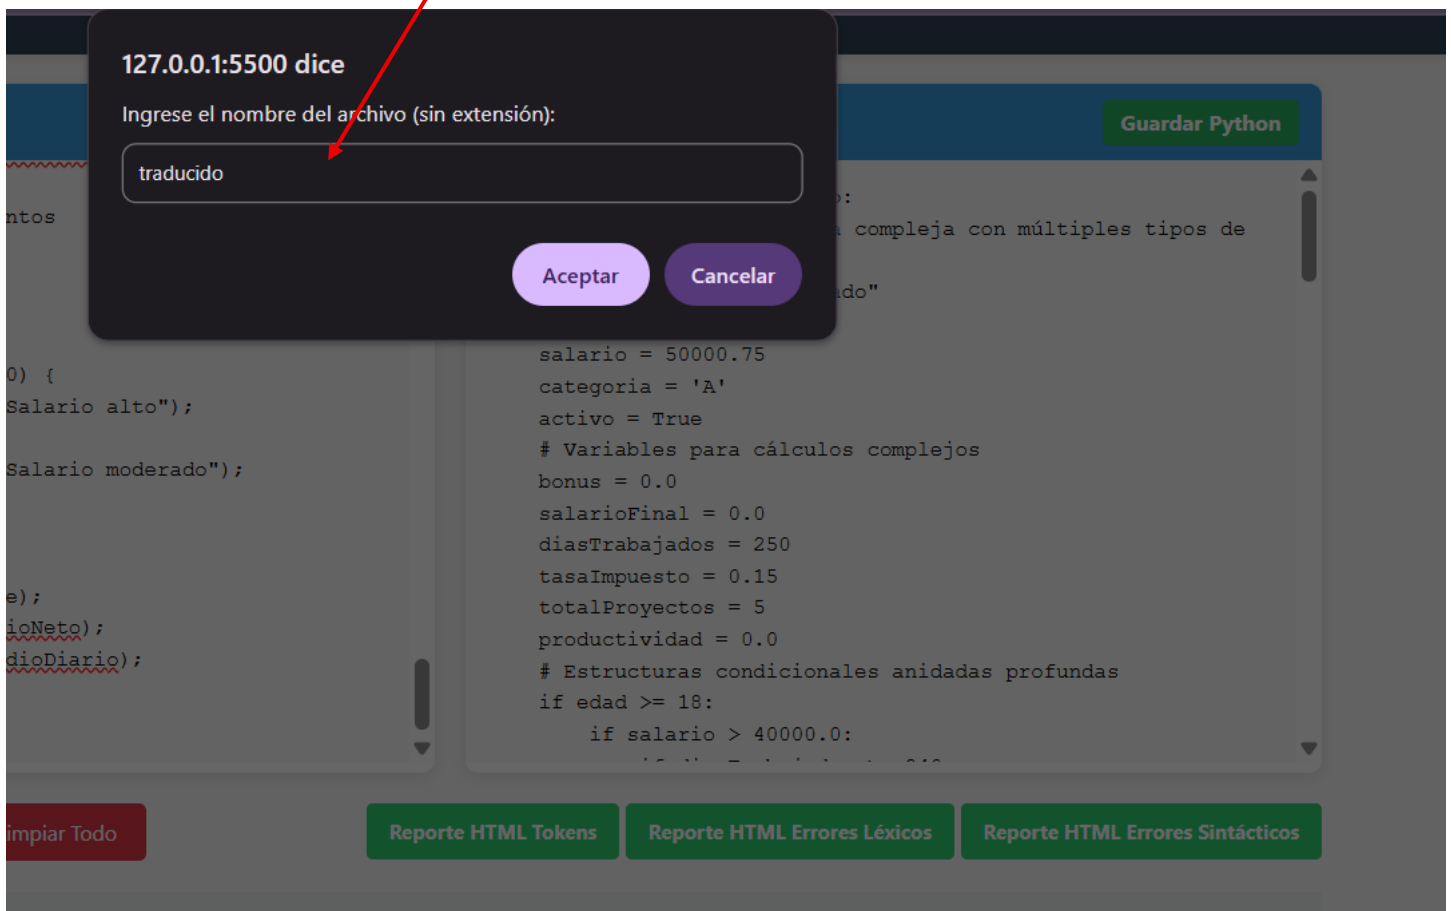 127.0.0.1:5500 dice
Ingrese el nombre del archivo (sin extensión):
traducido
Aceptar
Cancelar
Guardar Python
ntos
0) {
Salario alto");
Salario moderado");
e);
ioNeto);
dioDiario);
:
compleja con múltiples tipos de
do"
salario = 50000.75
categoria = 'A'
activo = True
# Variables para cálculos complejos
bonus = 0.0
salarioFinal = 0.0
diasTrabajados = 250
tasaImpuesto = 0.15
totalProyectos = 5
productividad = 0.0
# Estructuras condicionales anidadas profundas
if edad >= 18:
if salario > 40000.0:
impiar Todo
Reporte HTML Tokens
Reporte HTML Errores Léxicos
Reporte HTML Errores Sintácticos